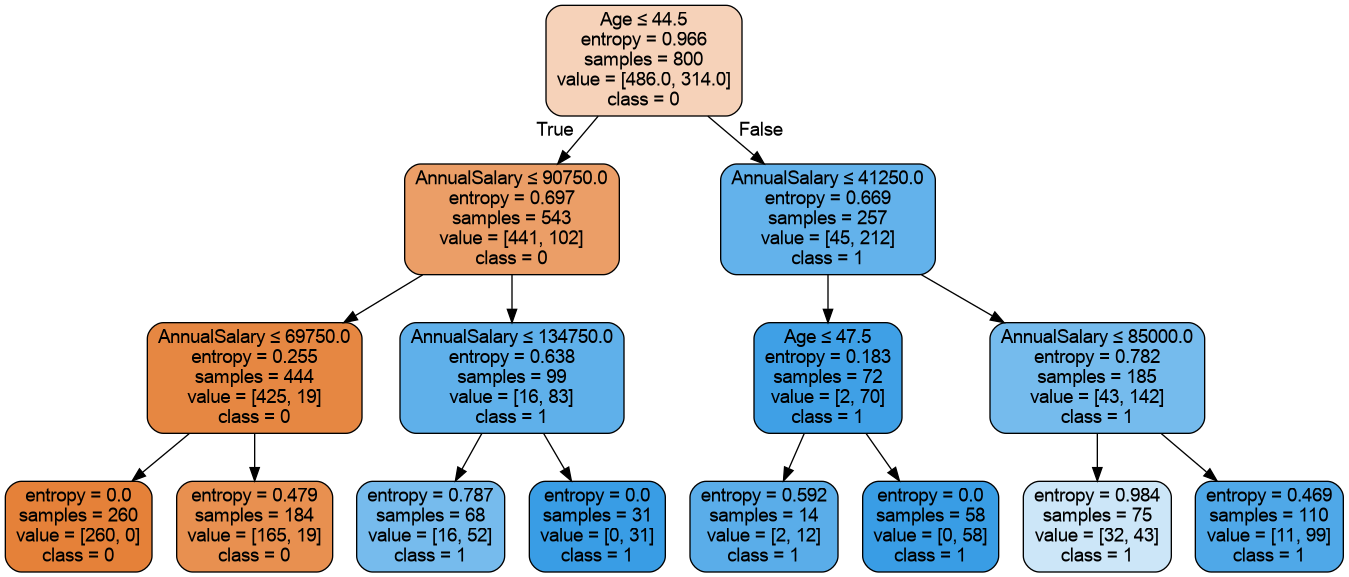 Age ≤ 44.5
entropy = 0.966
samples = 800
value = [486.0, 314.0]
class = 0
True
False
AnnualSalary ≤ 90750.0
entropy = 0.697
samples = 543
value = [441, 102]
class = 0
AnnualSalary ≤ 41250.0
entropy = 0.669
samples = 257
value = [45, 212]
class = 1
AnnualSalary ≤ 69750.0
entropy = 0.255
samples = 444
value = [425, 19]
class = 0
AnnualSalary ≤ 134750.0
entropy = 0.638
samples = 99
value = [16, 83]
class = 1
Age ≤ 47.5
entropy = 0.183
samples = 72
value = [2, 70]
class = 1
AnnualSalary ≤ 85000.0
entropy = 0.782
samples = 185
value = [43, 142]
class = 1
entropy = 0.0
samples = 260
value = [260, 0]
class = 0
entropy = 0.479
samples = 184
value = [165, 19]
class = 0
entropy = 0.787
samples = 68
value = [16, 52]
class = 1
entropy = 0.0
samples = 31
value = [0, 31]
class = 1
entropy = 0.592
samples = 14
value = [2, 12]
class = 1
entropy = 0.0
samples = 58
value = [0, 58]
class = 1
entropy = 0.984
samples = 75
value = [32, 43]
class = 1
entropy = 0.469
samples = 110
value = [11, 99]
class = 1